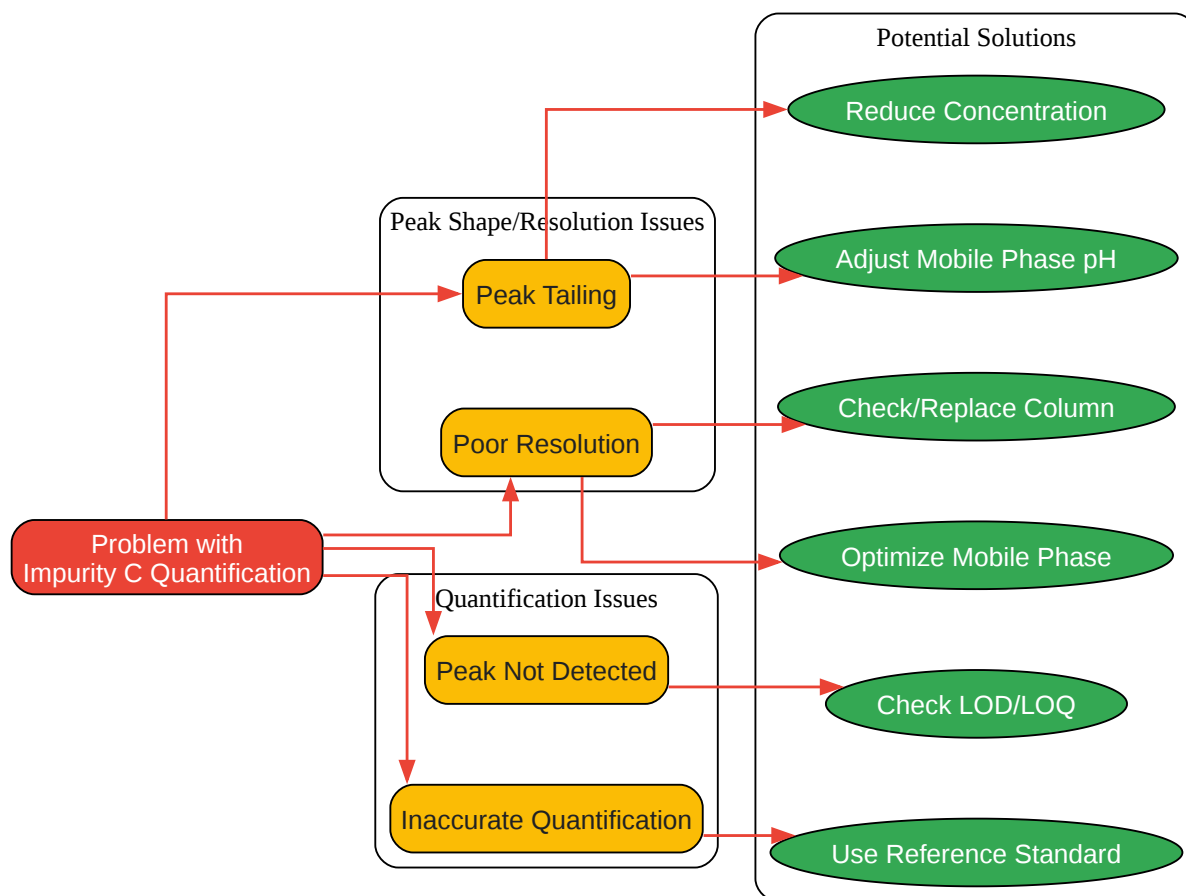 Potential Solutions
Reduce Concentration
Peak Shape/Resolution Issues
Adjust Mobile Phase pH
Peak Tailing
Check/Replace Column
Poor Resolution
Problem with
Impurity C Quantification
Optimize Mobile Phase
Quantification Issues
Peak Not Detected
Check LOD/LOQ
Inaccurate Quantification
Use Reference Standard